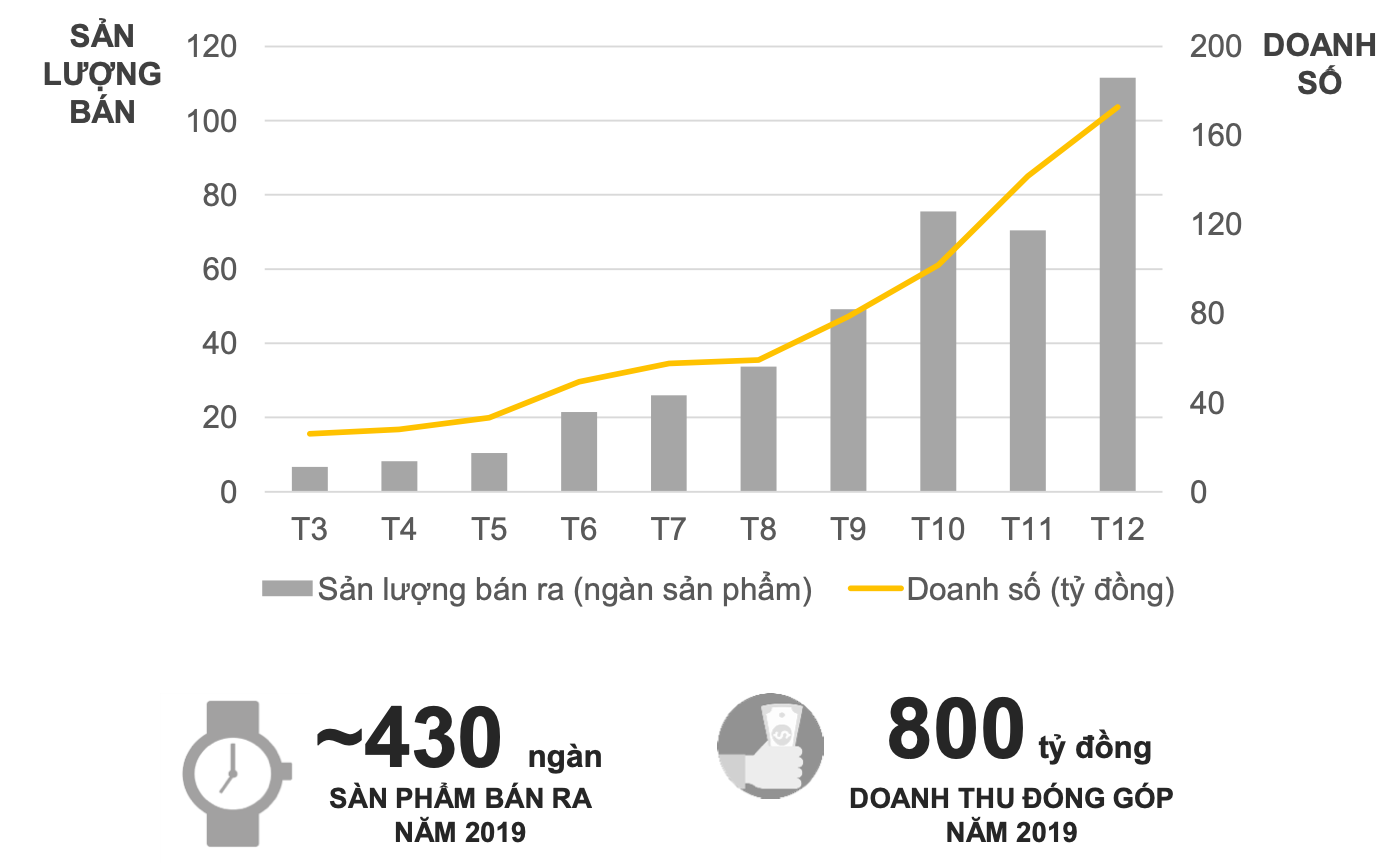 SẢN
LƯỢNG
BÁN
DOANH
SỐ
120
100
80
60
40
20
0
200
160
120
80
40
0
T3 T4 T5 T6 T7 T8 T9 T10 T11 T12
Sản lượng bán ra (ngàn sản phẩm) Doanh số (tỷ đồng)
~430 ngàn
SÀN PHẨM BÁN RA
NĂM 2019
800 tỷ đồng
DOANH THU ĐÓNG GÓP
NĂM 2019